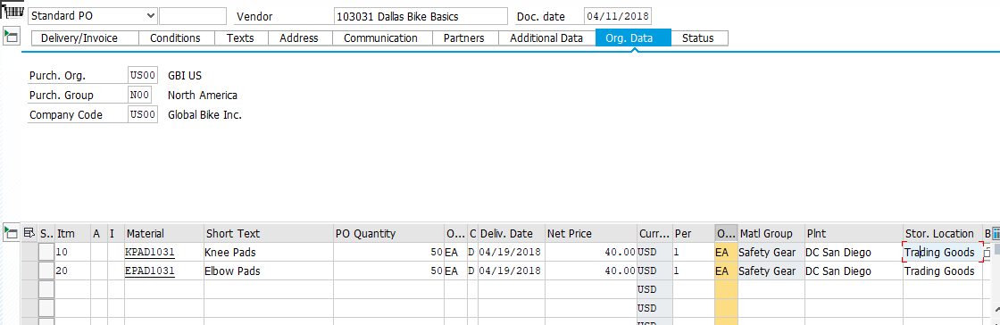 Standard PO Vendor 103031 Dallas Bike Basics Doc. date 04/11/2018
Delivery/Invoice Conditions Texts Address Communication Partners Additional Data Org. Data Status
Purch. Org. US00 GBI US
Purch. Group N00 North America
Company Code US00 Global Bike Inc.
S.. Itm A I Material Short Text PO Quantity O... C Deliv. Date Net Price Curr... Per O... Matl Group Plnt Stor. Location B
10 KPAD1031 Knee Pads 50 EA D 04/19/2018 40.00 USD 1 EA Safety Gear DC San Diego Trading Goods
20 EPAD1031 Elbow Pads 50 EA D 04/19/2018 40.00 USD 1 EA Safety Gear DC San Diego Trading Goods
USD
USD
USD